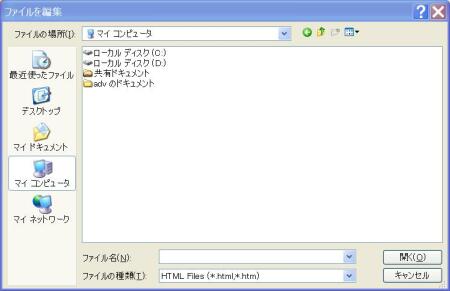 ファイルを編集
ファイルの場所(I):
マイ コンピュータ
最近使ったファイル
デスクトップ
マイ ドキュメント
マイ コンピュータ
マイ ネットワーク
ローカル ディスク (C:)
ローカル ディスク (D:)
共有ドキュメント
adv のドキュメント
ファイル名(N):
開く(O)
ファイルの種類(T):
HTML Files (*.html,*.htm)
キャンセル